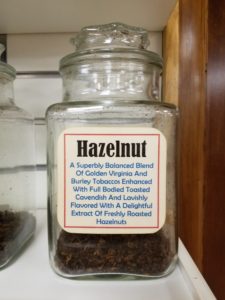 Hazelnut
A Superbly Balanced Blend
Of Golden Virginia And
Burley Tobaccos Enhanced
With Full Bodied Toasted
Cavendish And Lavishly
Flavored With A Delightful
Extract Of Freshly Roasted
Hazelnuts